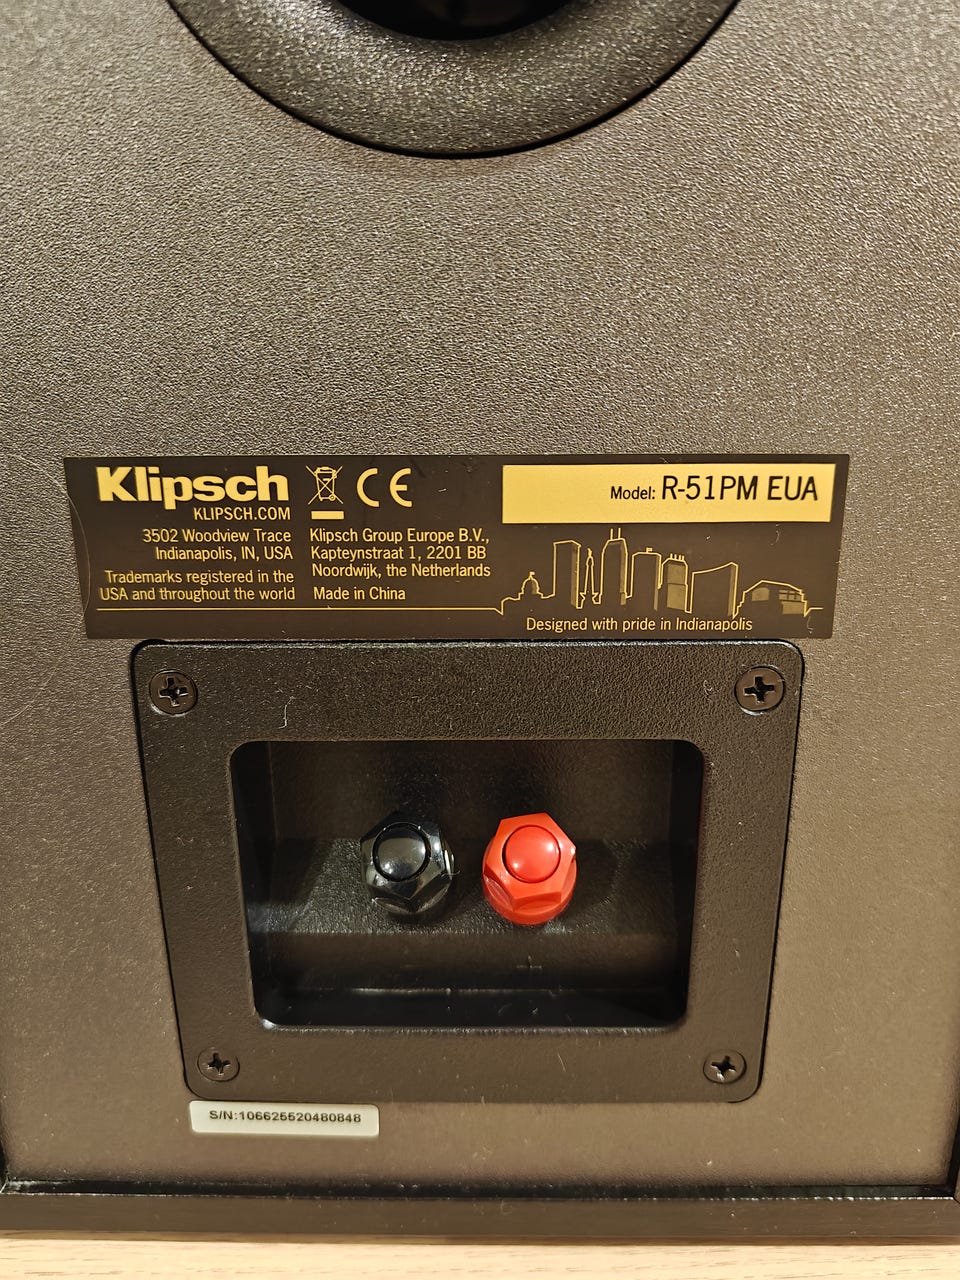 Klipsch
KLIPSCH.COM
3502 Woodview Trace
Indianapolis, IN, USA
Trademarks registered in the
USA and throughout the world
CE
Klipsch Group Europe B.V.,
Kapteynstraat 1, 2201 BB
Noordwijk, the Netherlands
Made in China
Model: R-51PM EUA
Designed with pride in Indianapolis
S/N:106625520480848